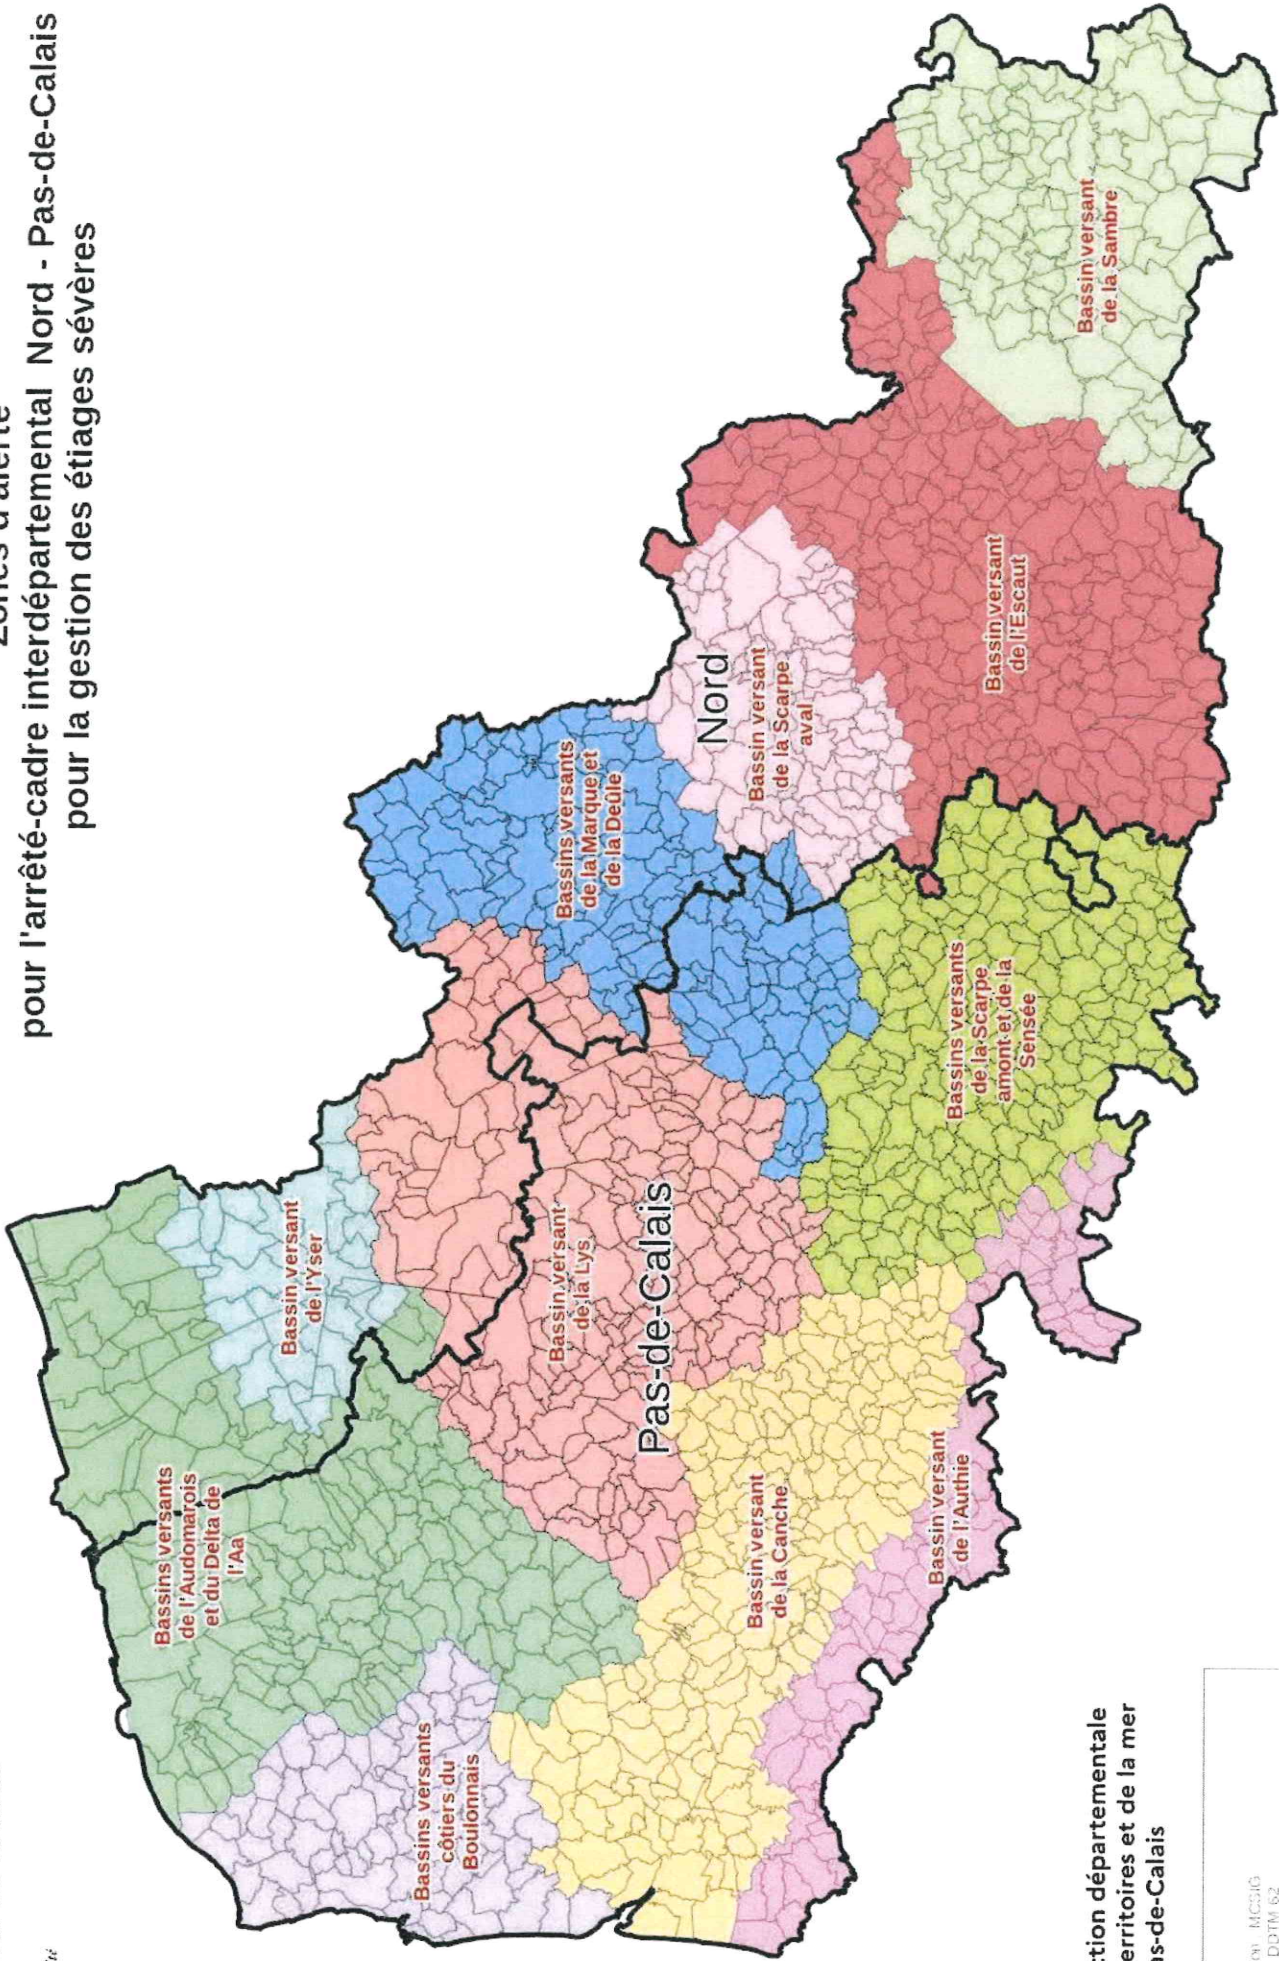 pour l'arrêté-cadre interdépartemental Nord - Pas-de-Calais
pour la gestion des étiages sévères
Bassins versants
de l'Audomarois
et du Delta de
l'Aa
Bassin versant
de l'Yser
Bassins versants
côtiers du
Boulonnais
Bassin versant
de la Lys
Bassins versants
de la Marque et
de la Deûle
Pas-de-Calais
Nord
Bassin versant
de la Scarpe
aval
Bassin versant
de la Canche
Bassin versant
de l'Authie
Bassins versants
de la Scarpe
amont et de la
Sensée
Bassin versant
de l'Escaut
Bassin versant
de la Sambre
ction départementale
erritoires et de la mer
as-de-Calais
MCSIG
DDTM 62